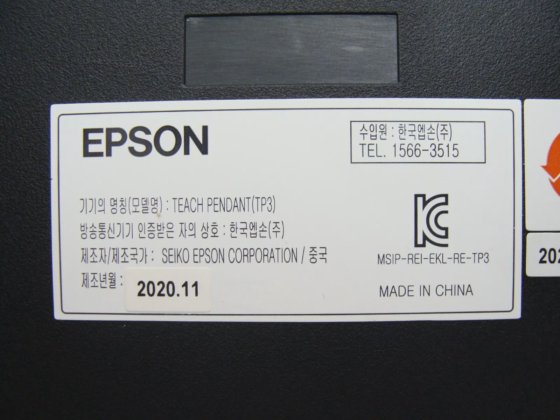 EPSON
수입원 : 한국엡손(주)
TEL. 1566-3515
기기의 명칭(모델명) : TEACH PENDANT(TP3)
방송통신기기 인증받은 자의 상호 : 한국엡손(주)
제조자/제조국가 : SEIKO EPSON CORPORATION / 중국
제조년월 : 2020.11
MSIP-REI-EKL-RE-TP3
MADE IN CHINA
202